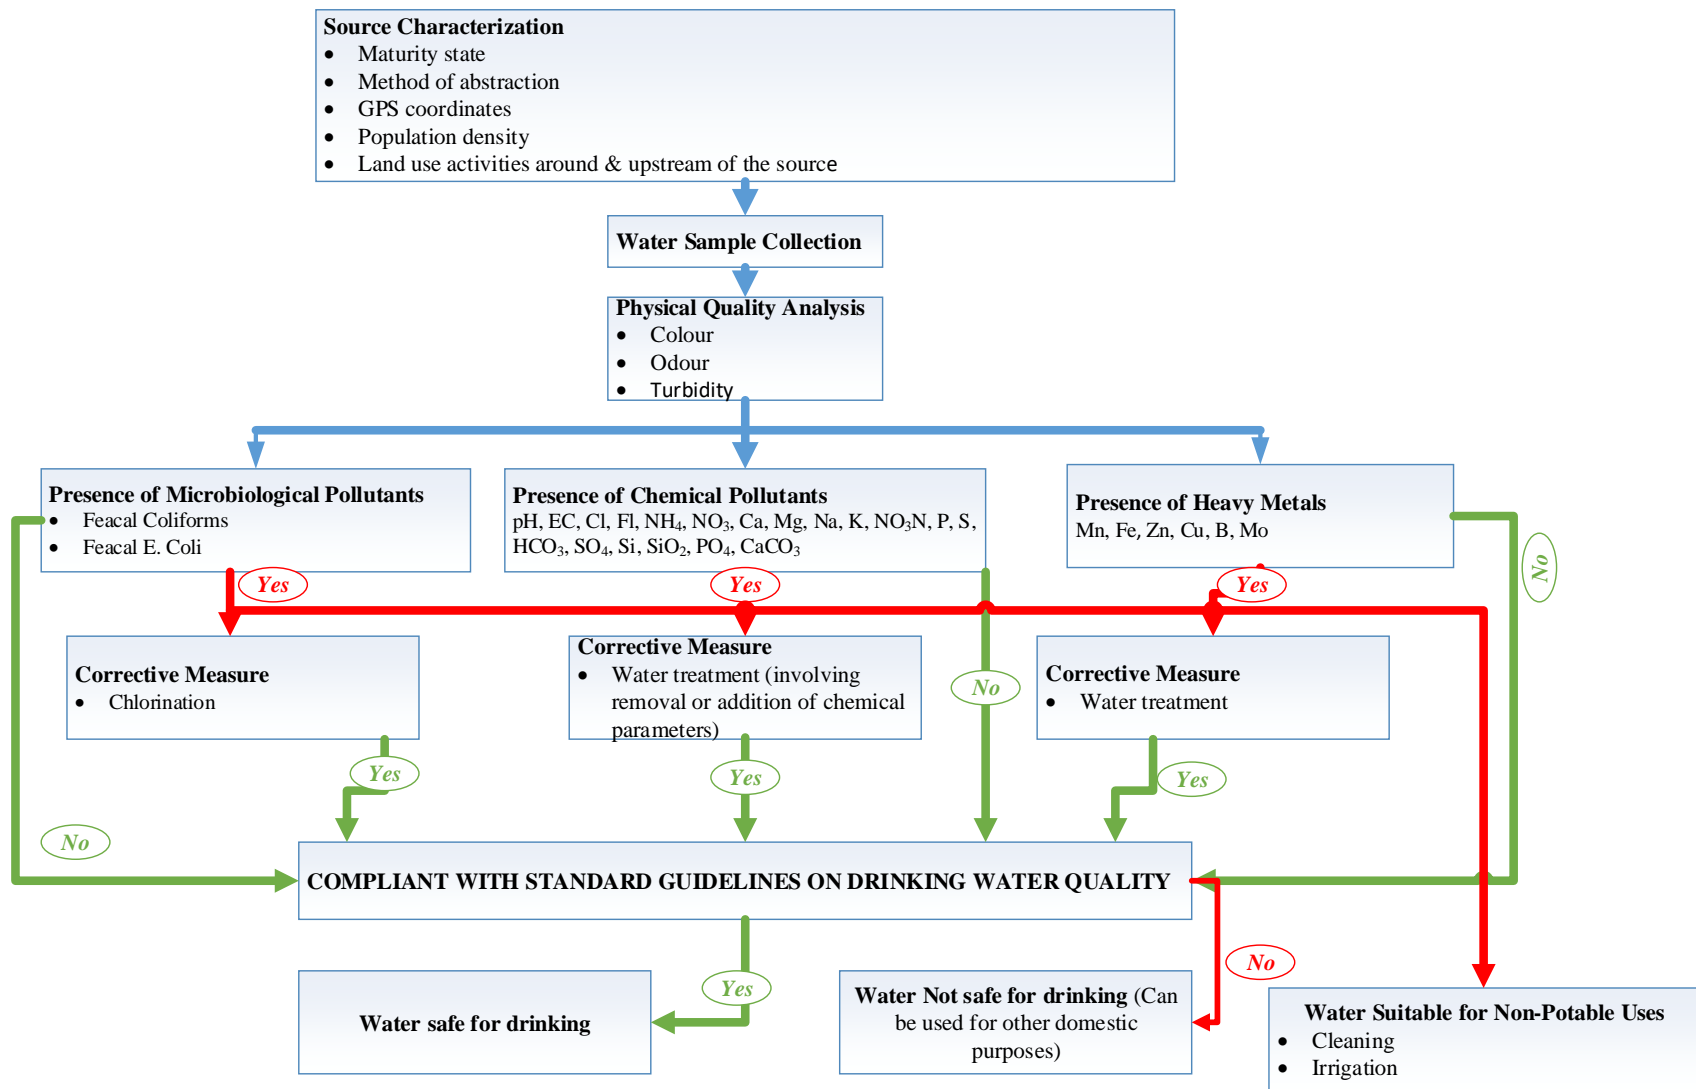 Source Characterization
• Maturity state
• Method of abstraction
• GPS coordinates
• Population density
• Land use activities around & upstream of the source
Water Sample Collection
Physical Quality Analysis
• Colour
• Odour
• Turbidity
Presence of Microbiological Pollutants
• Feacal Coliforms
• Feacal E. Coli
Presence of Chemical Pollutants
pH, EC, Cl, Fl, NH₄, NO₃, Ca, Mg, Na, K, NO₃N, P, S,
HCO₃, SO₄, Si, SiO₂, PO₄, CaCO₃
Presence of Heavy Metals
Mn, Fe, Zn, Cu, B, Mo
No
Yes
Yes
Yes
Corrective Measure
• Chlorination
Corrective Measure
• Water treatment (involving
removal or addition of chemical
parameters)
No
Corrective Measure
• Water treatment
Yes
Yes
Yes
No
COMPLIANT WITH STANDARD GUIDELINES ON DRINKING WATER QUALITY
Yes
No
Water safe for drinking
Water Not safe for drinking (Can
be used for other domestic
purposes)
Water Suitable for Non-Potable Uses
• Cleaning
• Irrigation